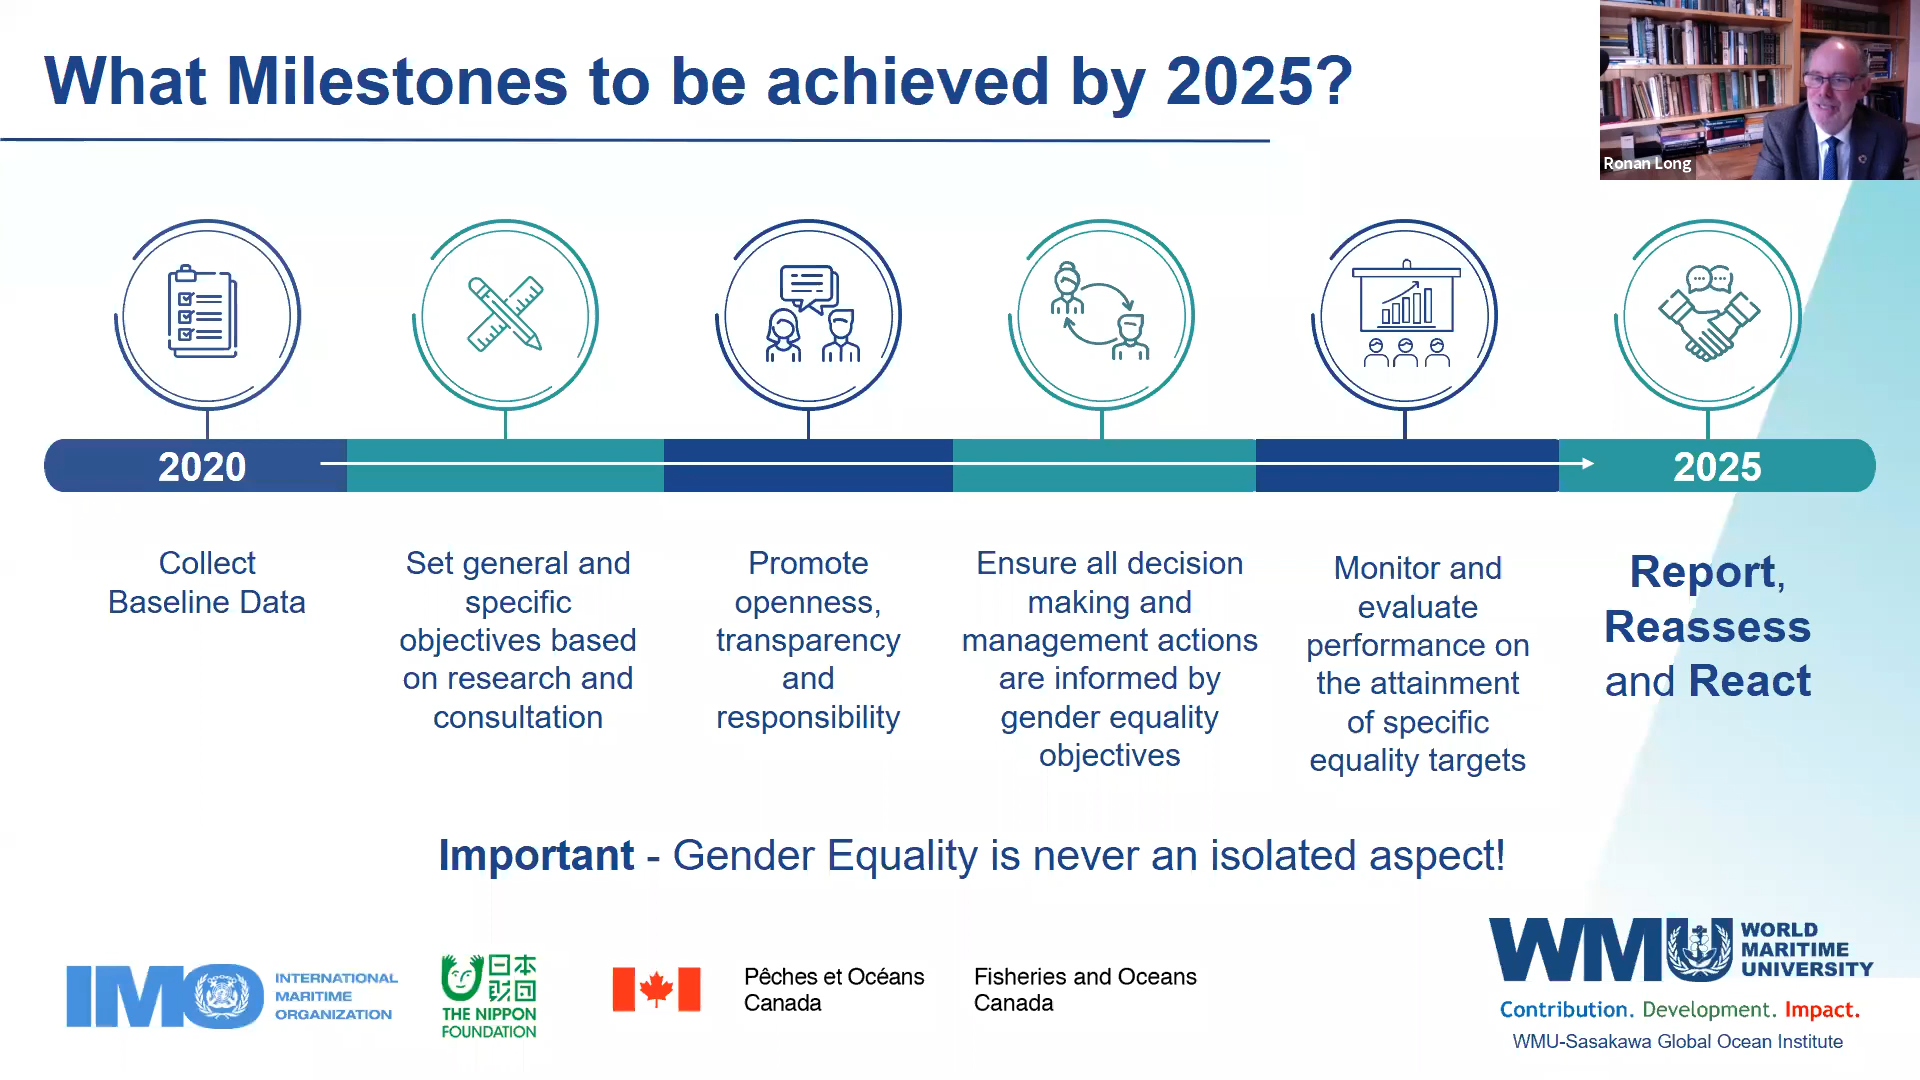 What Milestones to be achieved by 2025?
Ronan Long
2020
2025
Collect
Baseline Data
Set general and
specific
objectives based
on research and
consultation
Promote
openness,
transparency
and
responsibility
Ensure all decision
making and
management actions
are informed by
gender equality
objectives
Monitor and
evaluate
performance on
the attainment
of specific
equality targets
Report,
Reassess
and React
Important - Gender Equality is never an isolated aspect!
IMO
INTERNATIONAL
MARITIME
ORGANIZATION
日本
財団
THE NIPPON
FOUNDATION
Pêches et Océans
Canada
Fisheries and Oceans
Canada
WMU
WORLD
MARITIME
UNIVERSITY
Contribution. Development. Impact.
WMU-Sasakawa Global Ocean Institute